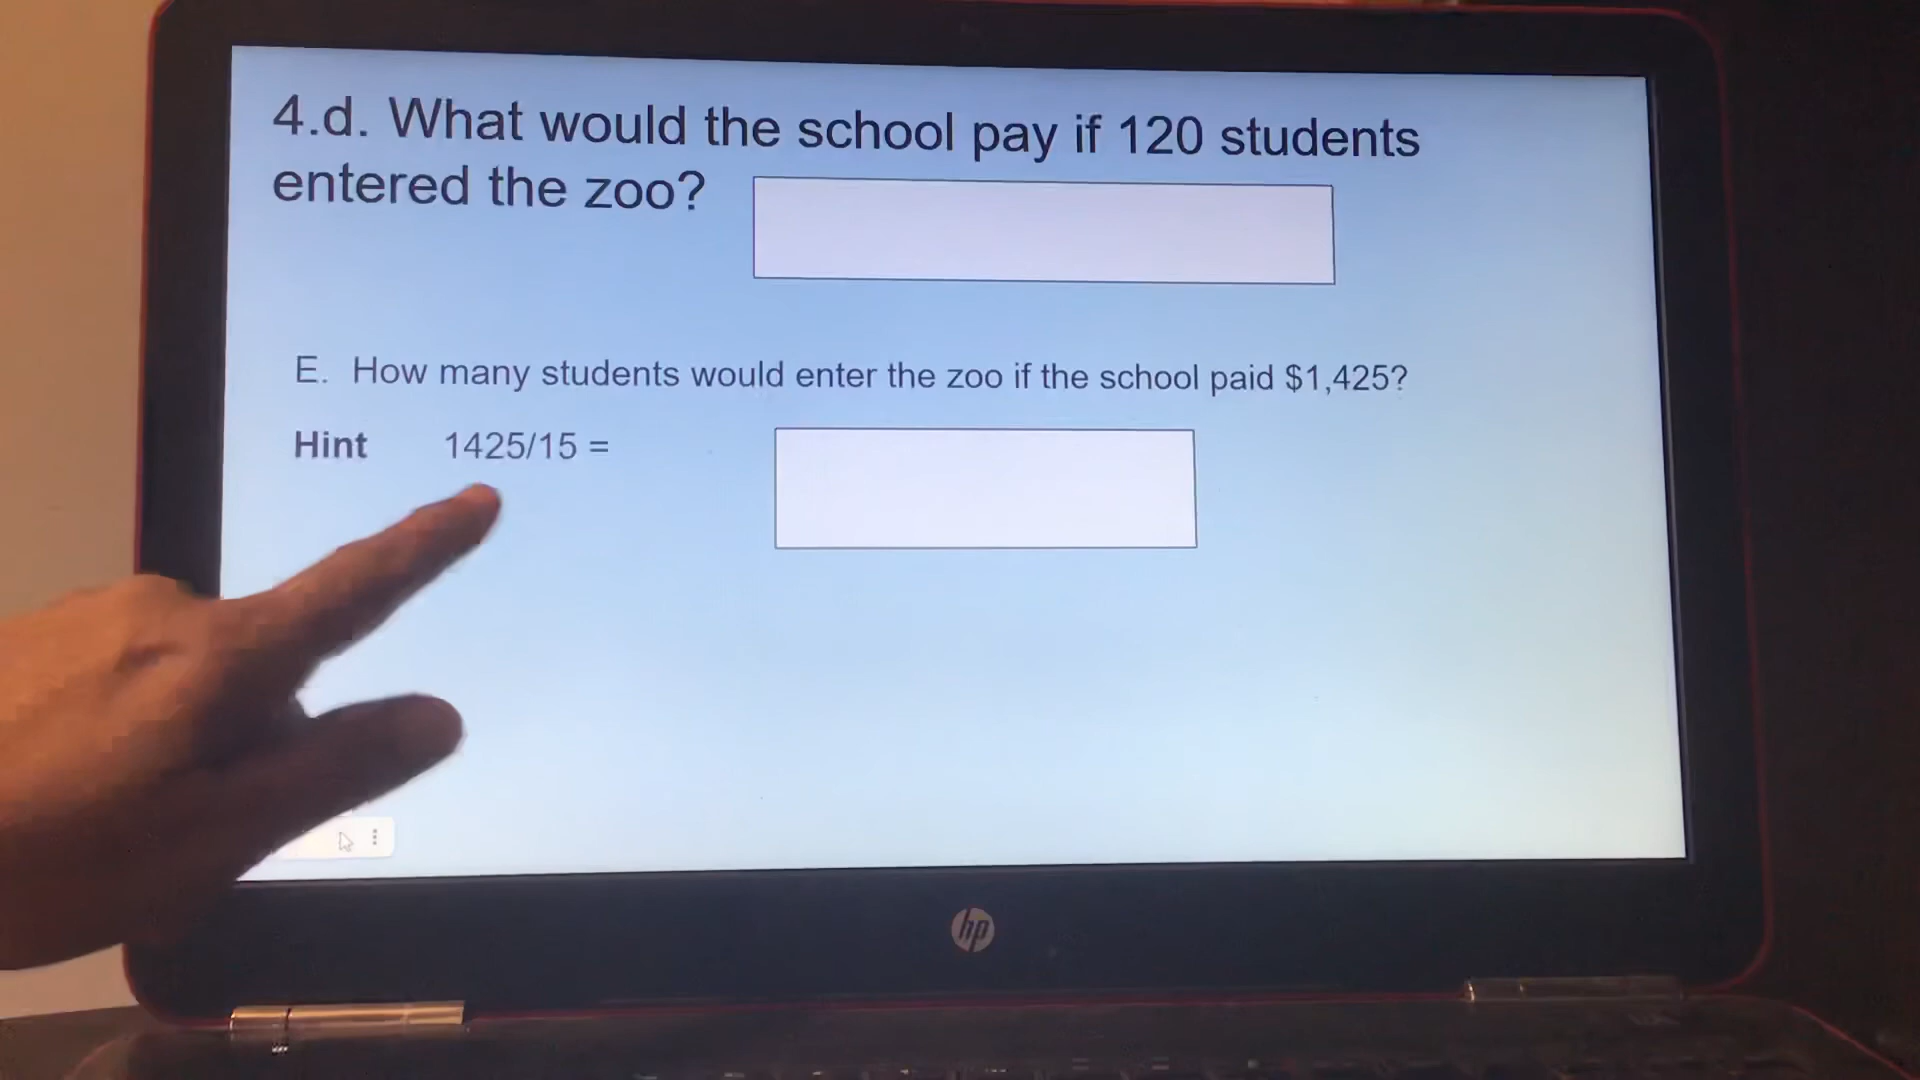 4.d. What would the school pay if 120 students
entered the zoo?
E. How many students would enter the zoo if the school paid $1,425?
Hint 1425/15 =
hp